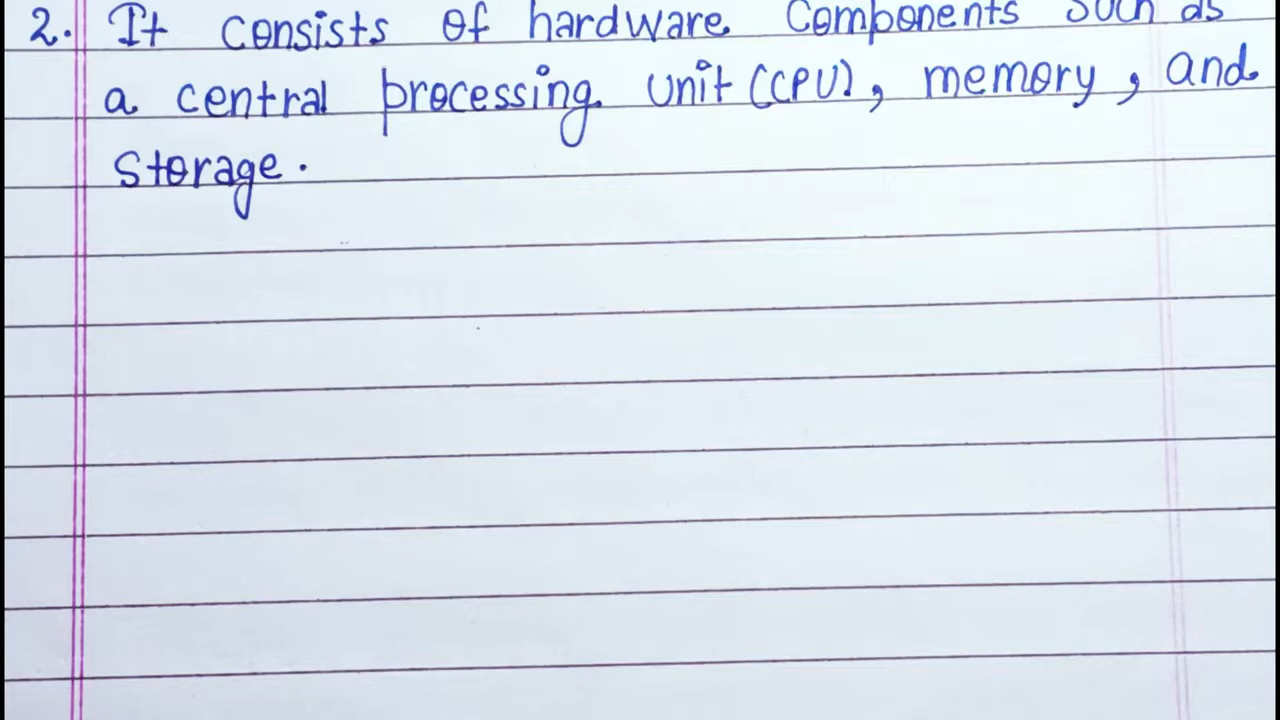 2. It consists of hardware components such as
a central processing unit (CPU), memory, and
storage.